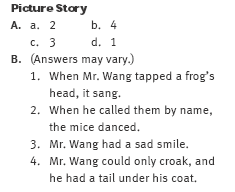 Picture Story
A. a. 2 b. 4
c. 3 d. 1
B. (Answers may vary.)
1. When Mr. Wang tapped a frog's
head, it sang.
2. When he called them by name,
the mice danced.
3. Mr. Wang had a sad smile.
4. Mr. Wang could only croak, and
he had a tail under his coat.